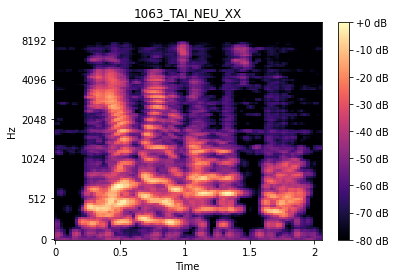 1063_TAI_NEU_XX
8192
4096
2048
1024
512
0
Hz
0
0.5
1
1.5
2
Time
+0 dB
-10 dB
-20 dB
-30 dB
-40 dB
-50 dB
-60 dB
-70 dB
-80 dB